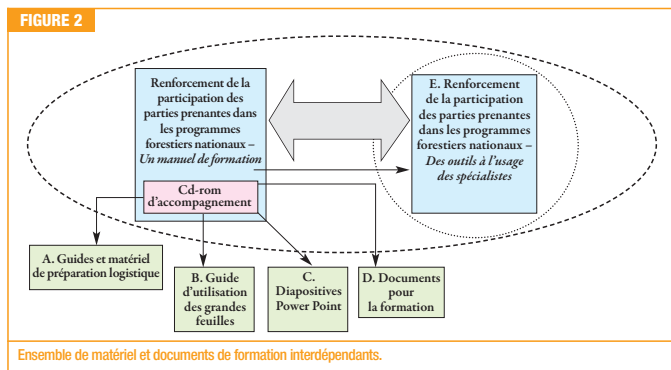 FIGURE 2
Renforcement de la
participation des
parties prenantes dans
les programmes
forestiers nationaux –
Un manuel de formation
Cd-rom
d'accompagnement
E. Renforcement
de la participation
des parties prenantes
dans les programmes
forestiers nationaux –
Des outils à l'usage
des spécialistes
A. Guides et matériel
de préparation logistique
B. Guide
d'utilisation
des grandes
feuilles
C.
Diapositives
Power Point
D. Documents
pour
la formation
Ensemble de matériel et documents de formation interdépendants.